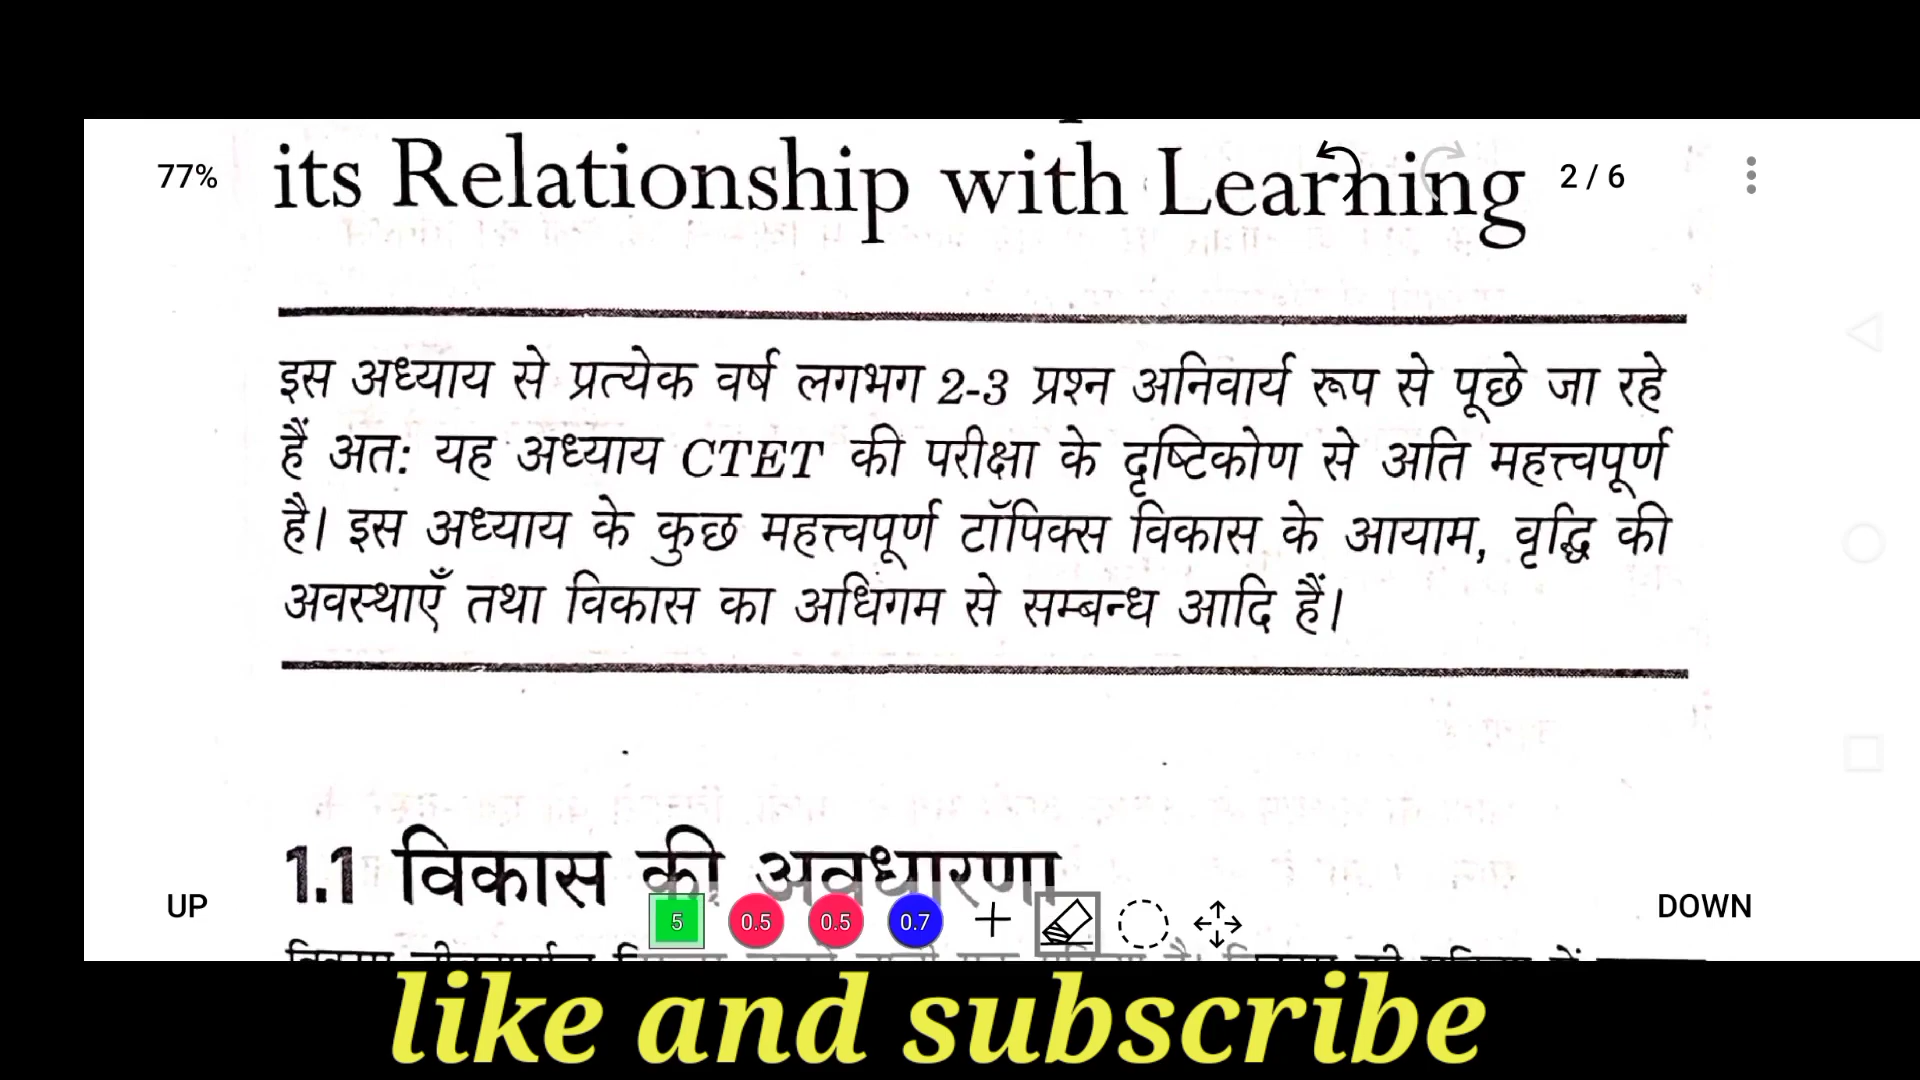 77%
its Relationship with Learning
2 / 6
इस अध्याय से प्रत्येक वर्ष लगभग 2-3 प्रश्न अनिवार्य रूप से पूछे जा रहे
हैं अतः यह अध्याय CTET की परीक्षा के दृष्टिकोण से अति महत्त्वपूर्ण
है। इस अध्याय के कुछ महत्त्वपूर्ण टॉपिक्स विकास के आयाम, वृद्धि की
अवस्थाएँ तथा विकास का अधिगम से सम्बन्ध आदि हैं।
1.1 विकास की अवधारणा
UP
5
0.5
0.5
0.7
DOWN
like and subscribe